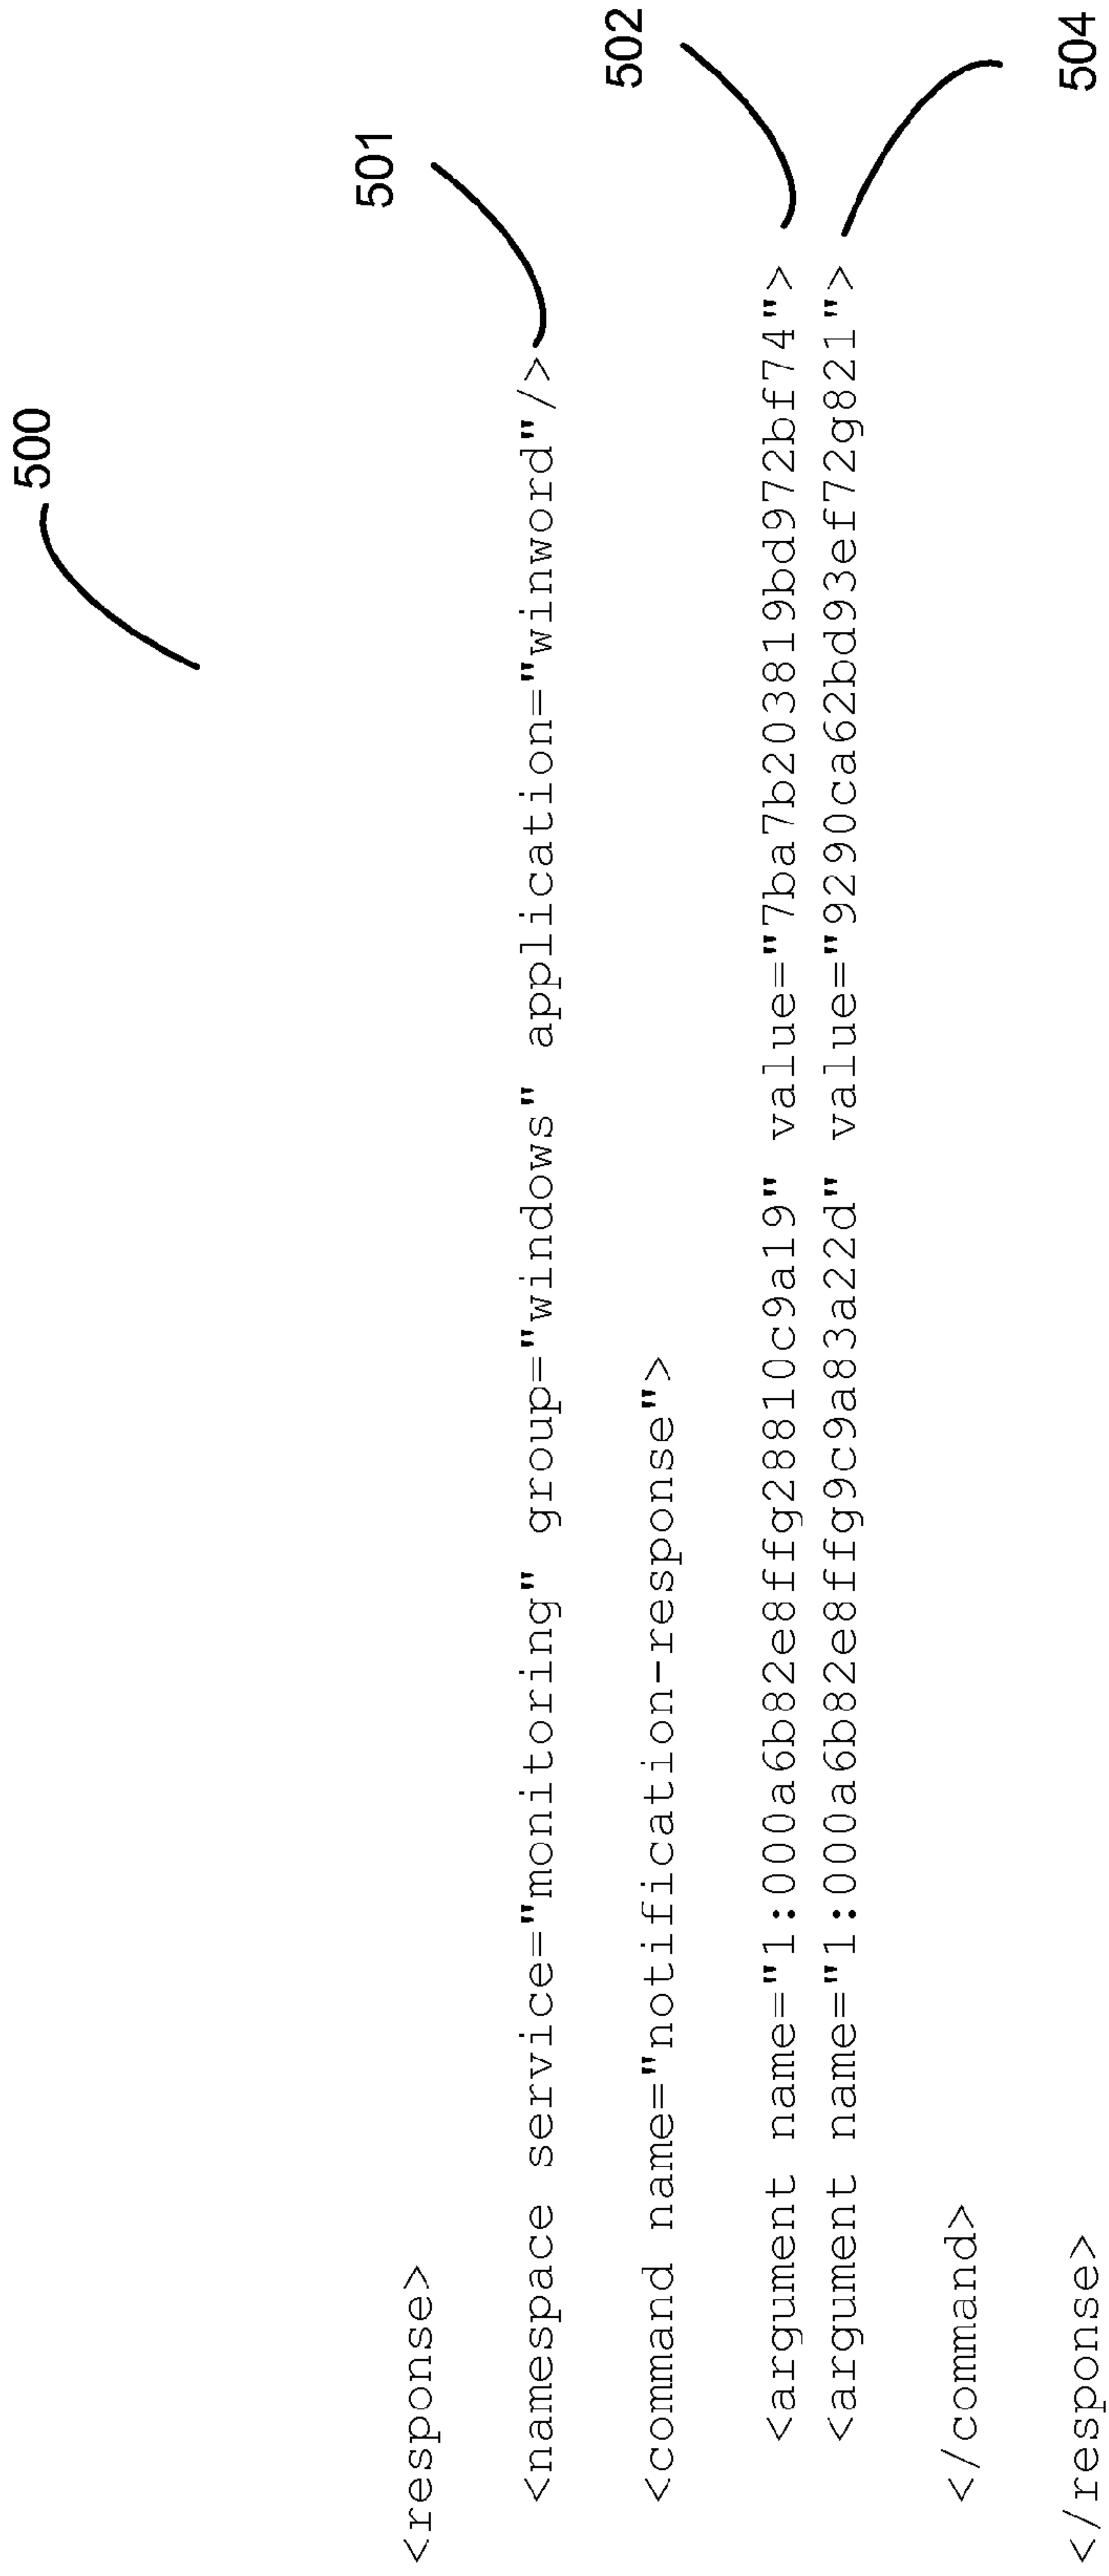 500
<response>
501
<namespace service="monitoring" group="windows" application="winword"/>
<command name="notification-response">
502
<argument name="1:000a6b82e8ffg28810c9a19" value="7ba7b203819bd972bf74">
<argument name="1:000a6b82e8ffg9c9a83a22d" value="9290ca62bd93ef72g821">
504
</command>
</response>